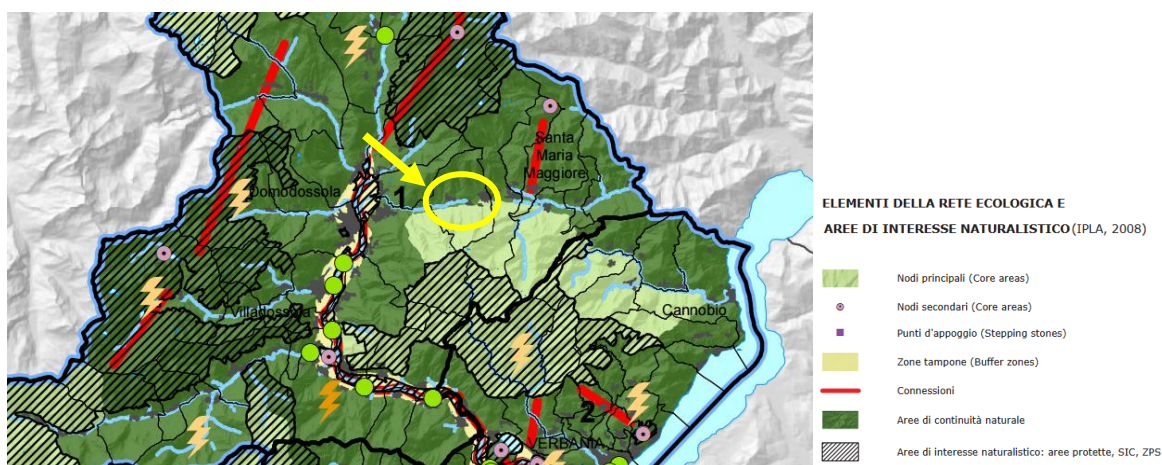 Santa
Maria
Maggiore
Domodossola
1
Villadossola
Cannobio
2
VERBANIA
ELEMENTI DELLA RETE ECOLOGICA E
AREE DI INTERESSE NATURALISTICO (IPLA, 2008)
Nodi principali (Core areas)
Nodi secondari (Core areas)
Punti d'appoggio (Stepping stones)
Zone tampone (Buffer zones)
Connessioni
Aree di continuità naturale
Aree di interesse naturalistico: aree protette, SIC, ZPS